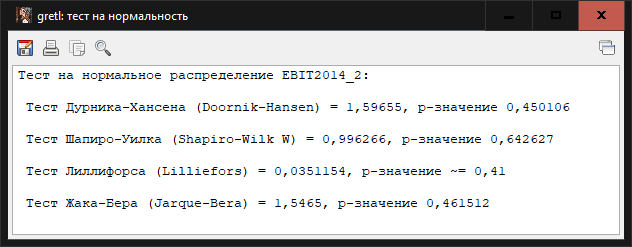 gretl: тест на нормальность
Тест на нормальное распределение EBIT2014_2:
Тест Дурника-Хансена (Doornik-Hansen) = 1,59655, р-значение 0,450106
Тест Шапиро-Уилка (Shapiro-Wilk W) = 0,996266, р-значение 0,642627
Тест Лиллифорса (Lilliefors) = 0,0351154, р-значение ~= 0,41
Тест Жака-Бера (Jarque-Bera) = 1,5465, р-значение 0,461512